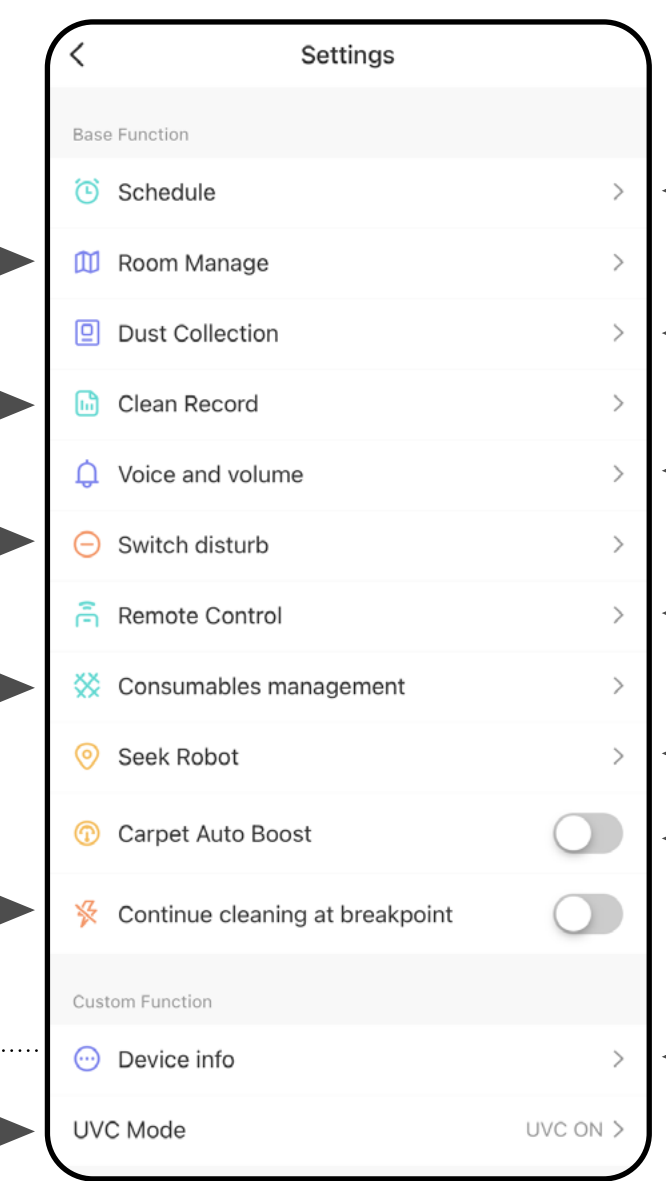 Settings
Base Function
Schedule
Room Manage
Dust Collection
Clean Record
Voice and volume
Switch disturb
Remote Control
Consumables management
Seek Robot
Carpet Auto Boost
Continue cleaning at breakpoint
Custom Function
Device info
UVC Mode UVC ON